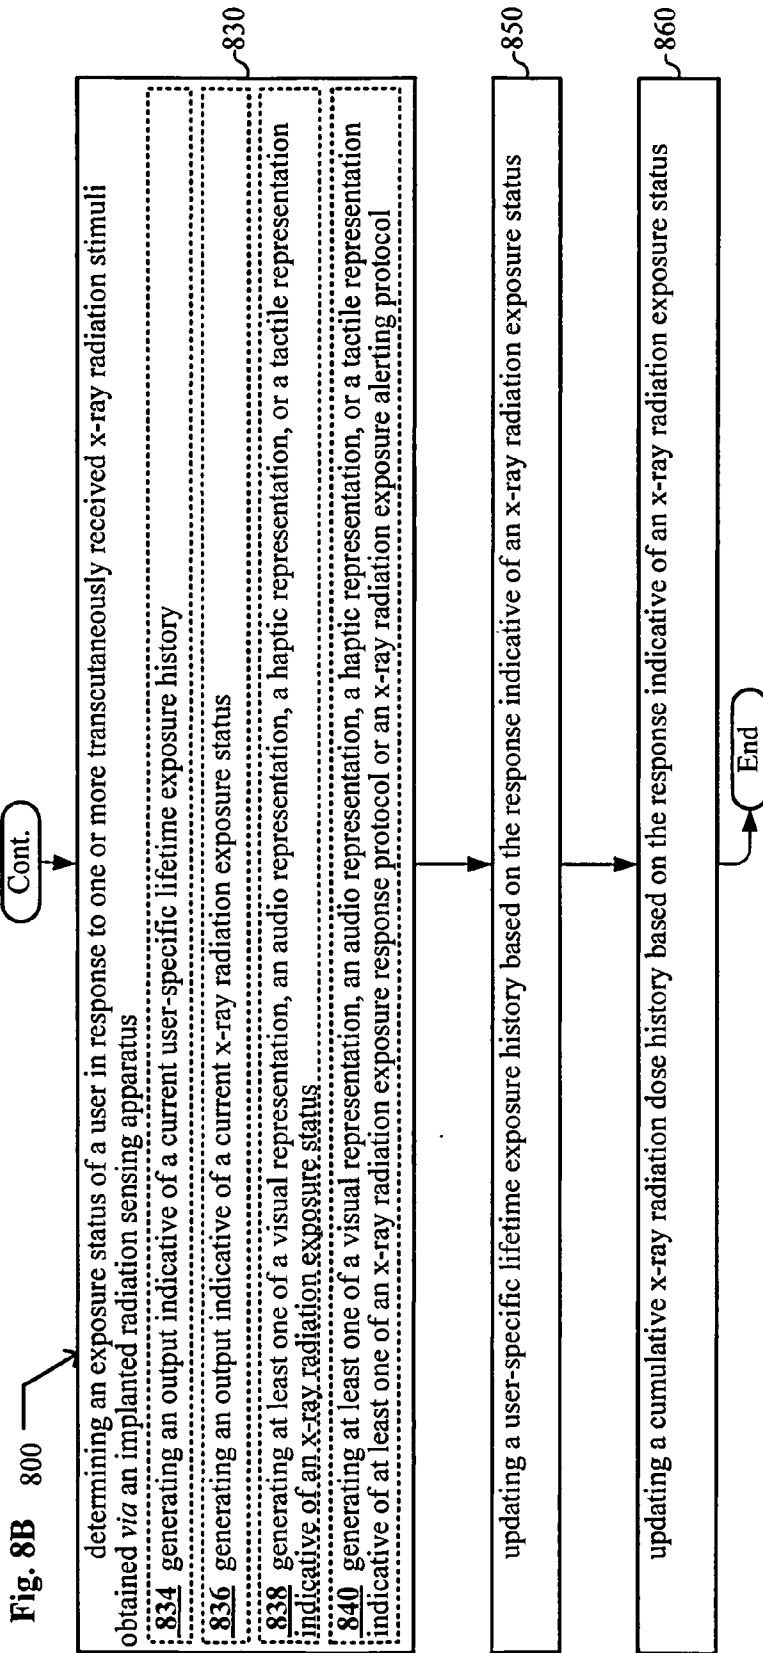 Fig. 8B
800
Cont.
determining an exposure status of a user in response to one or more transcutaneously received x-ray radiation stimuli
obtained via an implanted radiation sensing apparatus
830
834 generating an output indicative of a current user-specific lifetime exposure history
836 generating an output indicative of a current x-ray radiation exposure status
838 generating at least one of a visual representation, an audio representation, a haptic representation, or a tactile representation
indicative of an x-ray radiation exposure status
840 generating at least one of a visual representation, an audio representation, a haptic representation, or a tactile representation
indicative of at least one of an x-ray radiation exposure response protocol or an x-ray radiation exposure alerting protocol
850
updating a user-specific lifetime exposure history based on the response indicative of an x-ray radiation exposure status
860
updating a cumulative x-ray radiation dose history based on the response indicative of an x-ray radiation exposure status
End